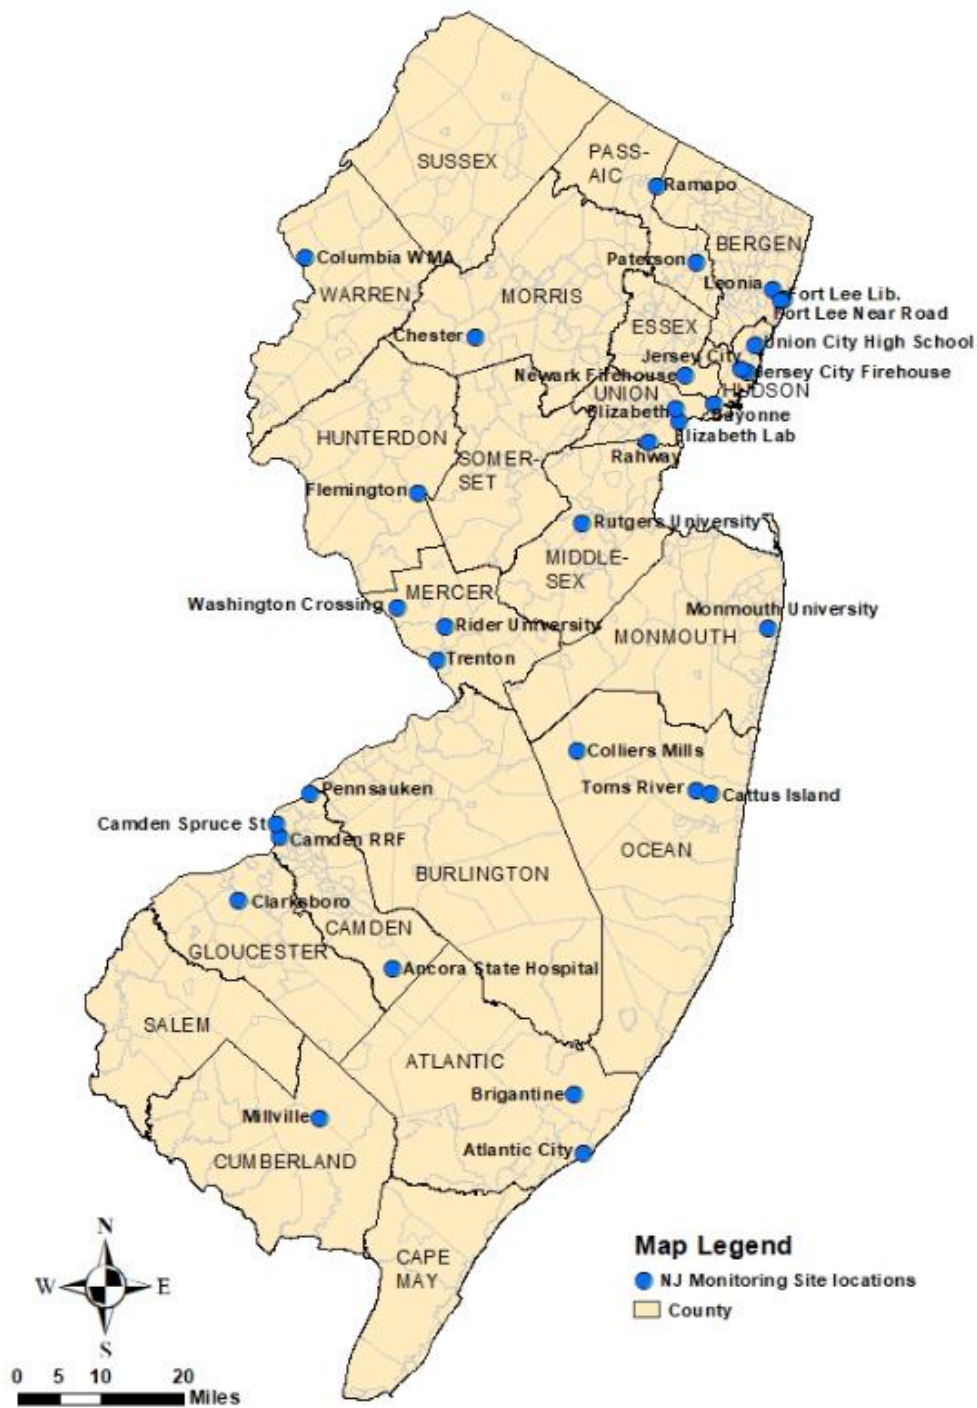 SUSSEX
PASS-
AIC
Ramapo
BERGEN
Columbia WMA
Paterson
WARREN
MORRIS
Leonia
Fort Lee Lib.
Fort Lee Near Road
ESSEX
Chester
Union City High School
Jersey City
Newark Firehouse
Jersey City Firehouse
UNION
HUDSON
Elizabeth
Bayonne
HUNTERDON
Elizabeth Lab
SOMER-
SET
Rahway
Flemington
Rutgers University
MIDDLE-
SEX
MERCER
Washington Crossing
Monmouth University
Rider University
MONMOUTH
Trenton
Colliers Mills
Pennsauken
Toms River
Cattus Island
Camden Spruce St
Camden RRF
OCEAN
BURLINGTON
Clarksboro
CAMDEN
GLOUCESTER
Ancora State Hospital
SALEM
ATLANTIC
Brigantine
Millville
Atlantic City
CUMBERLAND
CAPE
MAY
N
W
E
S
Map Legend
NJ Monitoring Site locations
County
0 5 10 20
Miles